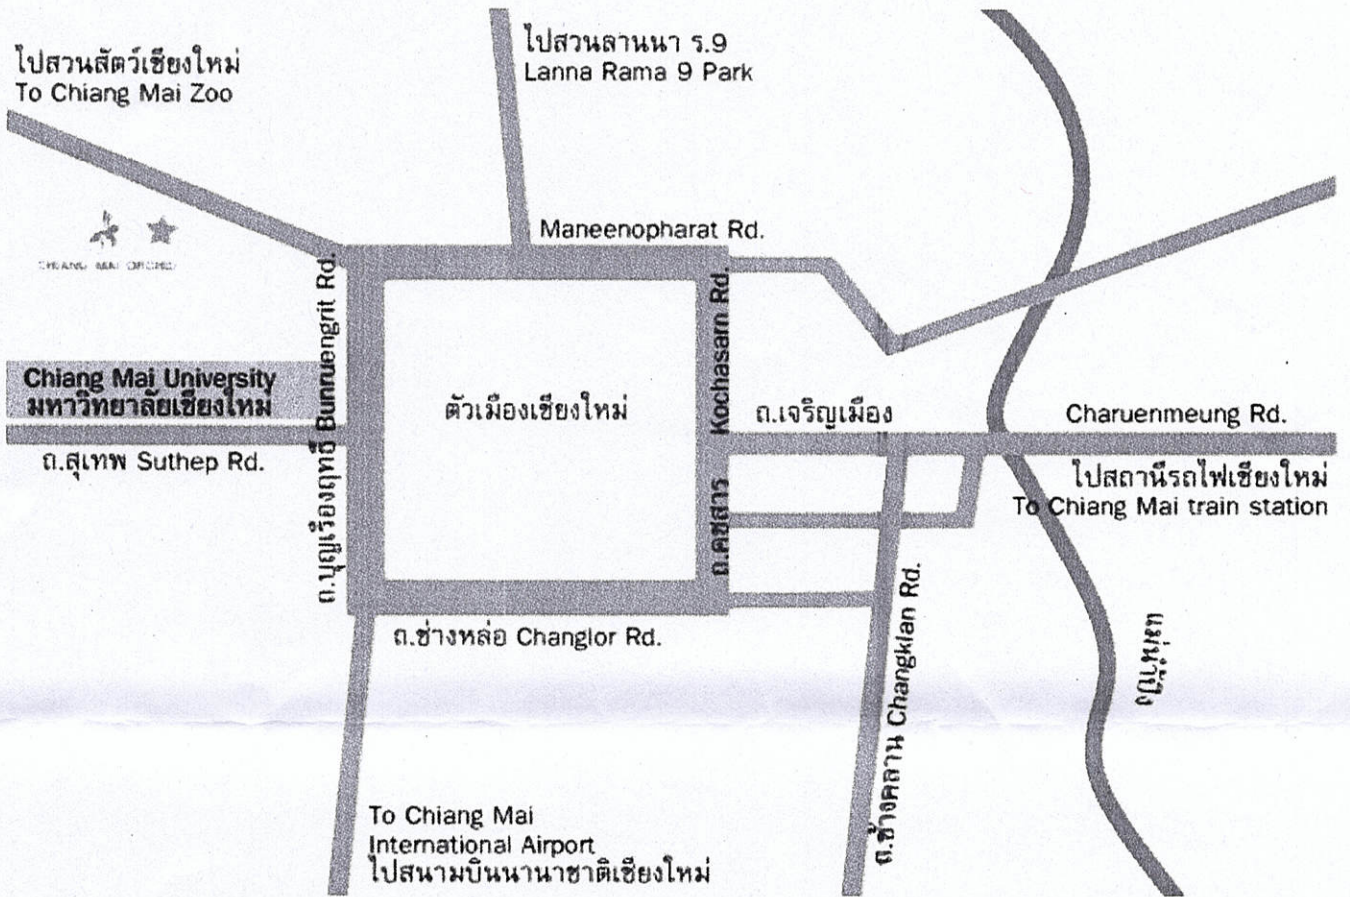 ไปสวนสัตว์เชียงใหม่
To Chiang Mai Zoo
ไปสวนลานนา ร.9
Lanna Rama 9 Park
Maneenopharat Rd.
CHIANG MAI ORCHID
ถ.บุญเรืองฤทธิ์ Bunruengrit Rd.
ถ.คชสาร Kochasarn Rd.
Chiang Mai University
มหาวิทยาลัยเชียงใหม่
ตัวเมืองเชียงใหม่
ถ.เจริญเมือง
Charuenmeung Rd.
ถ.สุเทพ Suthep Rd.
ไปสถานีรถไฟเชียงใหม่
To Chiang Mai train station
ถ.ช่างหล่อ Changlor Rd.
ถ.ช้างคลาน Changklan Rd.
แม่น้ำปิง
To Chiang Mai
International Airport
ไปสนามบินนานาชาติเชียงใหม่